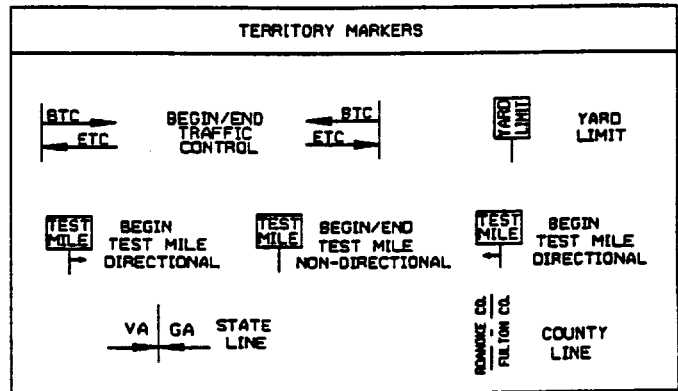 TERRITORY MARKERS
BTC
ETC
BEGIN/END
TRAFFIC
CONTROL
BTC
ETC
YARD
LIMIT
YARD
LIMIT
TEST
MILE
BEGIN
TEST MILE
DIRECTIONAL
TEST
MILE
BEGIN/END
TEST MILE
NON-DIRECTIONAL
TEST
MILE
BEGIN
TEST MILE
DIRECTIONAL
VA GA
STATE
LINE
ROANOKE CO.
FULTON CO.
COUNTY
LINE